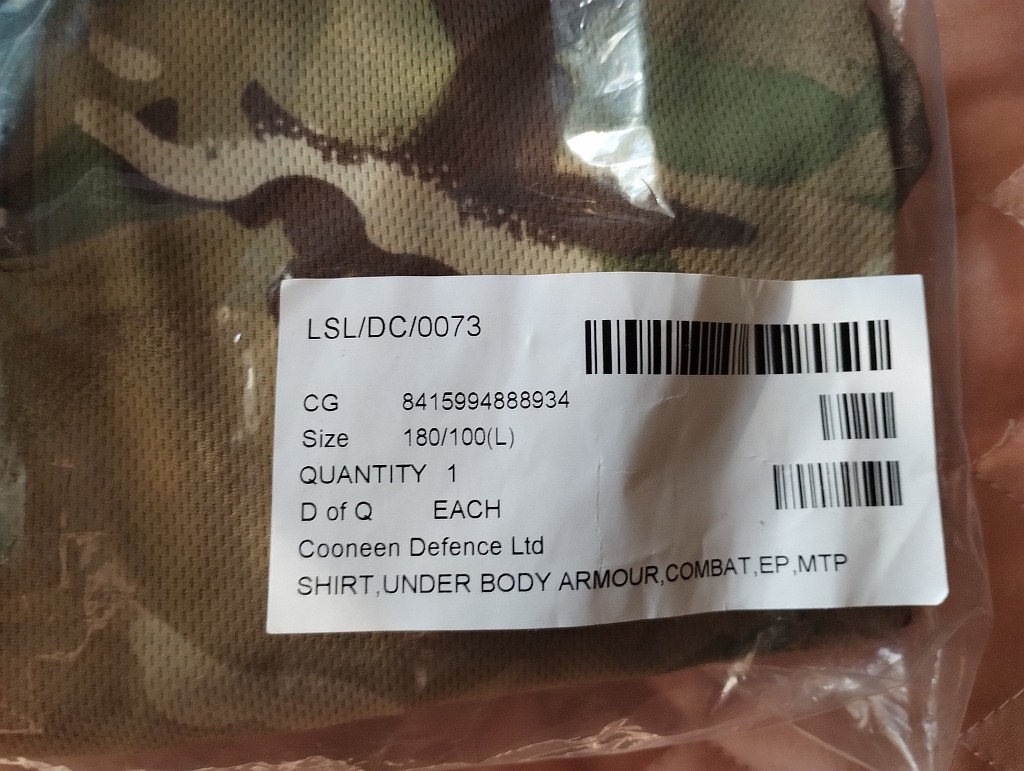 LSL/DC/0073
CG 8415994888934
Size 180/100(L)
QUANTITY 1
D of Q EACH
Cooneen Defence Ltd
SHIRT,UNDER BODY ARMOUR,COMBAT,EP,MTP